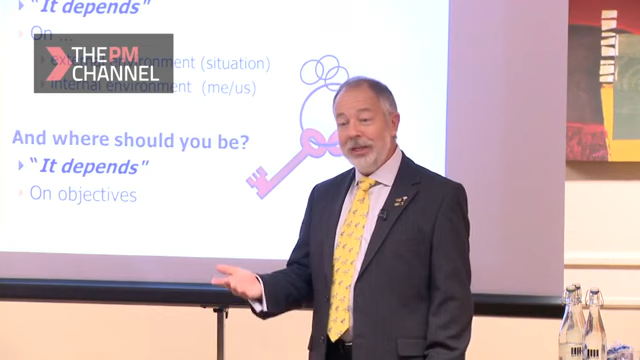 "It depends"
On ...
THE PM
CHANNEL
external environment (situation)
internal environment (me/us)
And where should you be?
"It depends"
On objectives